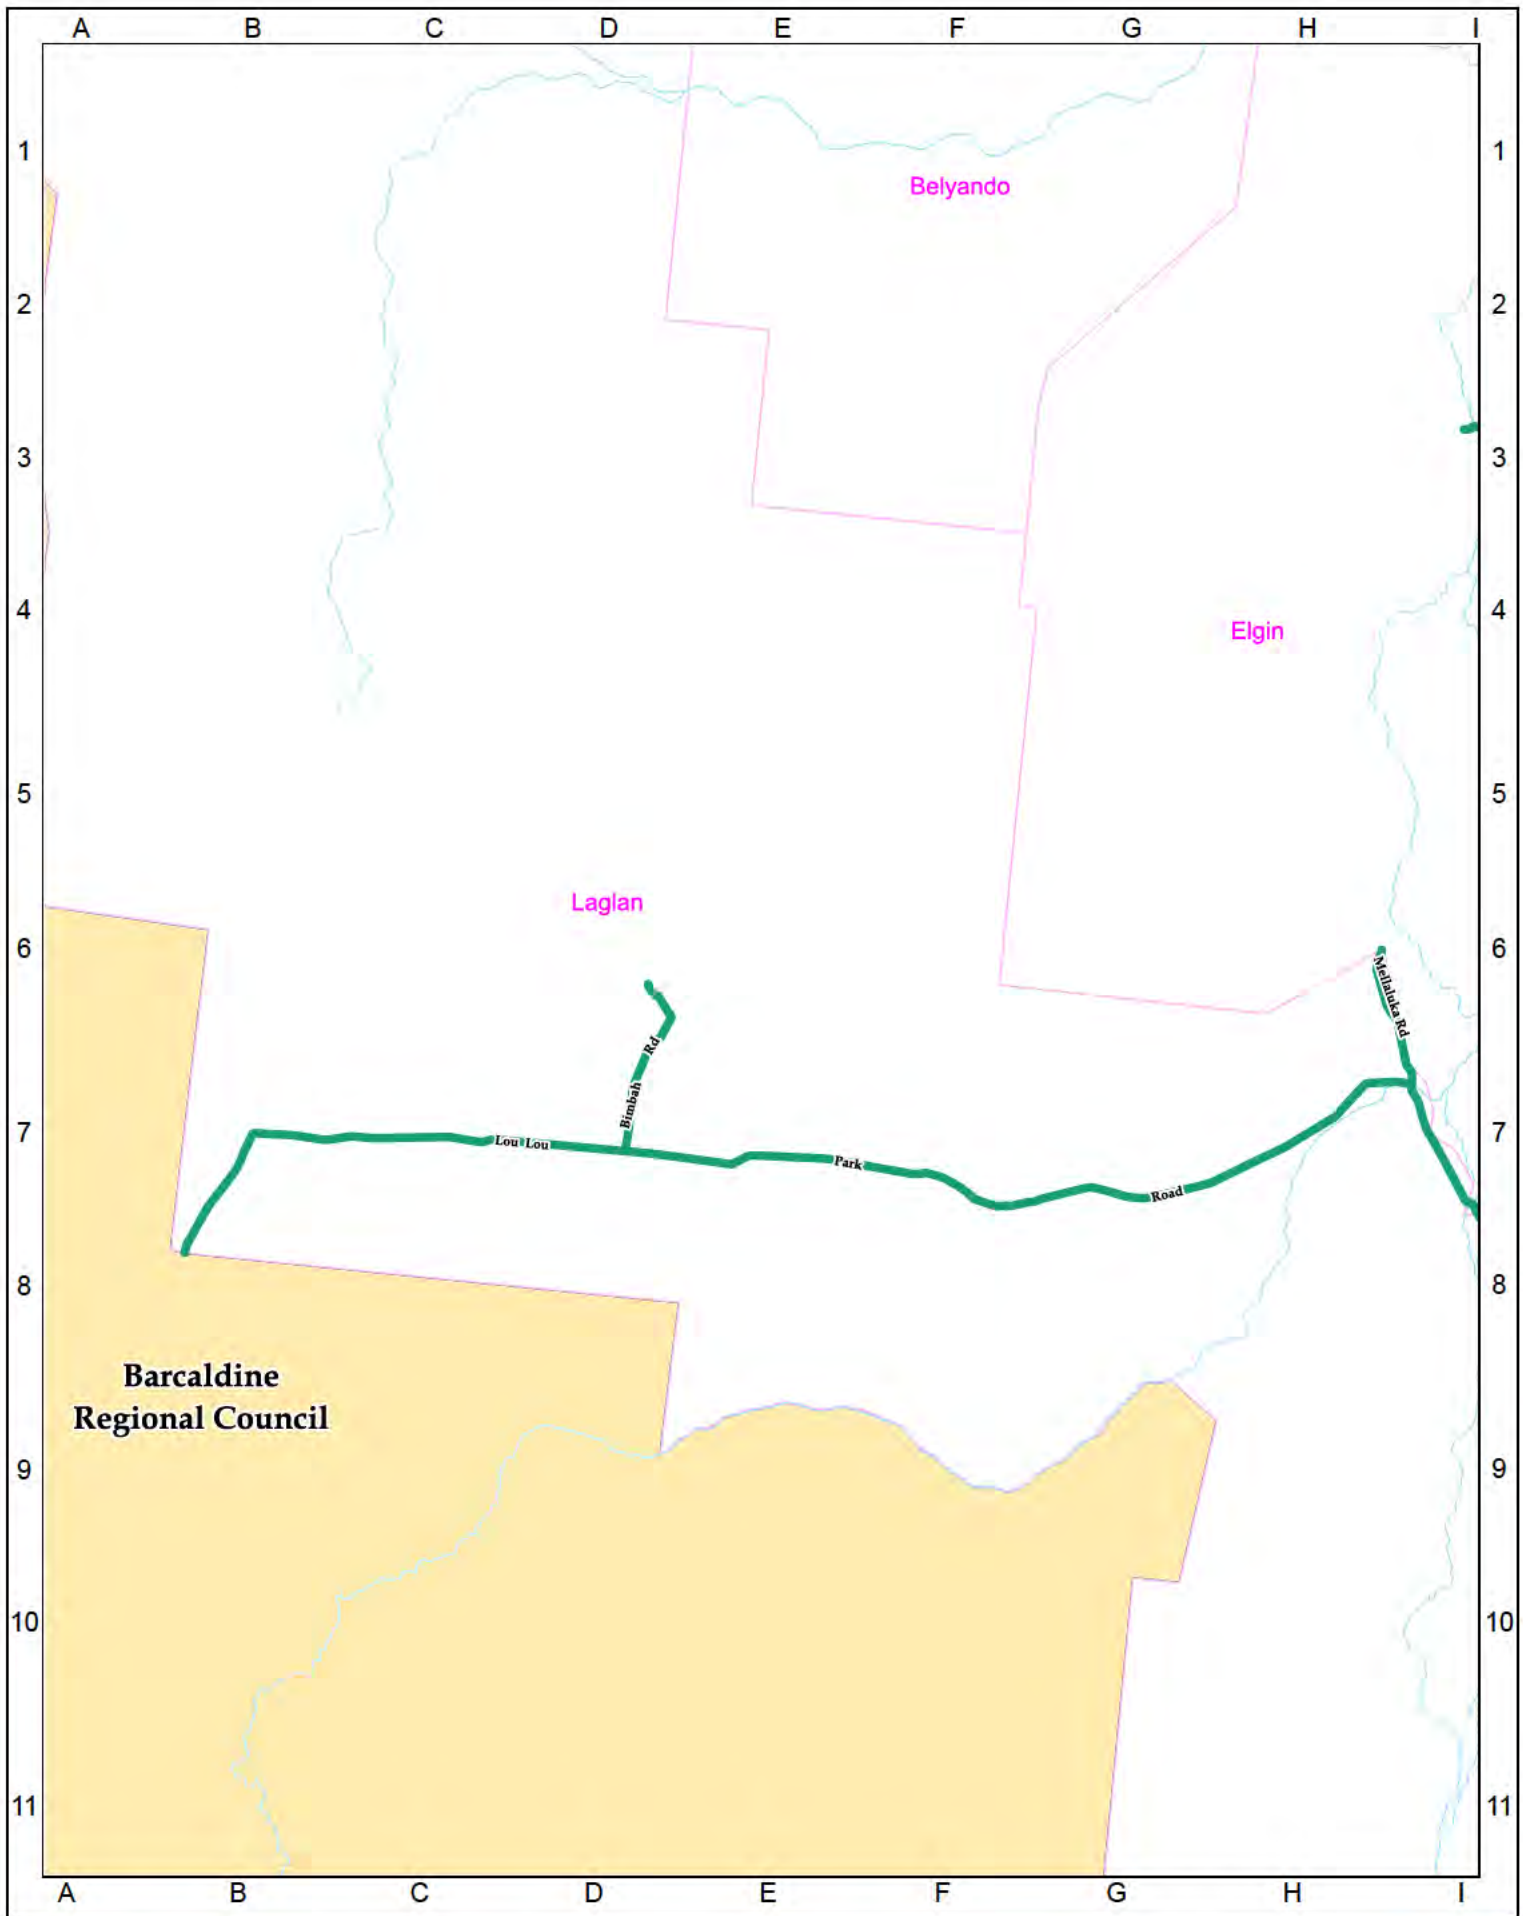 A B C D E F G H I
1 1
Belyando
2 2
3 3
4 4
Elgin
5 5
Laglan
6 6
Mellaluka Rd
Bimbah Rd
7 7
Lou Lou Park Road
8 8
Barcaldine
Regional Council
9 9
10 10
11 11
A B C D E F G H I